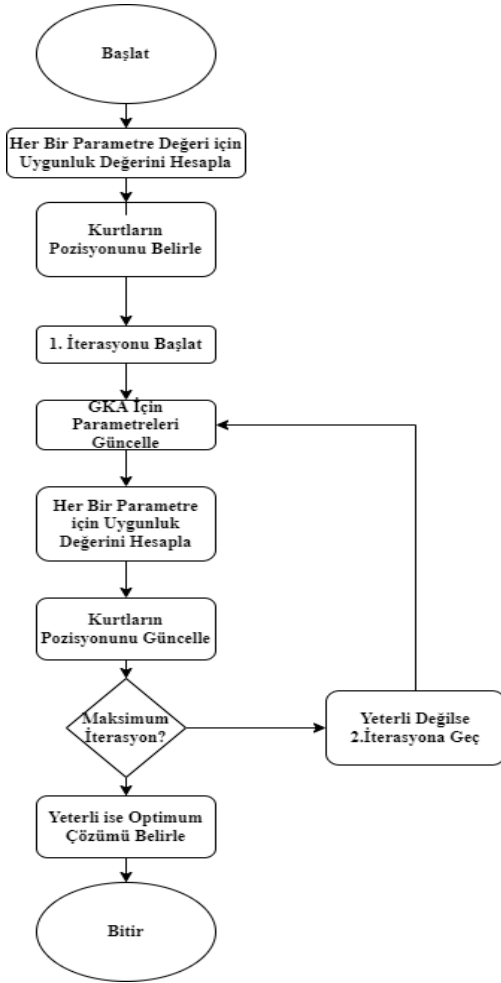 Başlat
Her Bir Parametre Değeri için
Uygunluk Değerini Hesapla
Kurtların
Pozisyonunu Belirle
1. İterasyonu Başlat
GKA İçin
Parametreleri
Güncelle
Her Bir Parametre
için Uygunluk
Değerini Hesapla
Kurtların
Pozisyonunu Güncelle
Maksimum
İterasyon?
Yeterli Değilse
2.İterasyona Geç
Yeterli ise Optimum
Çözümü Belirle
Bitir